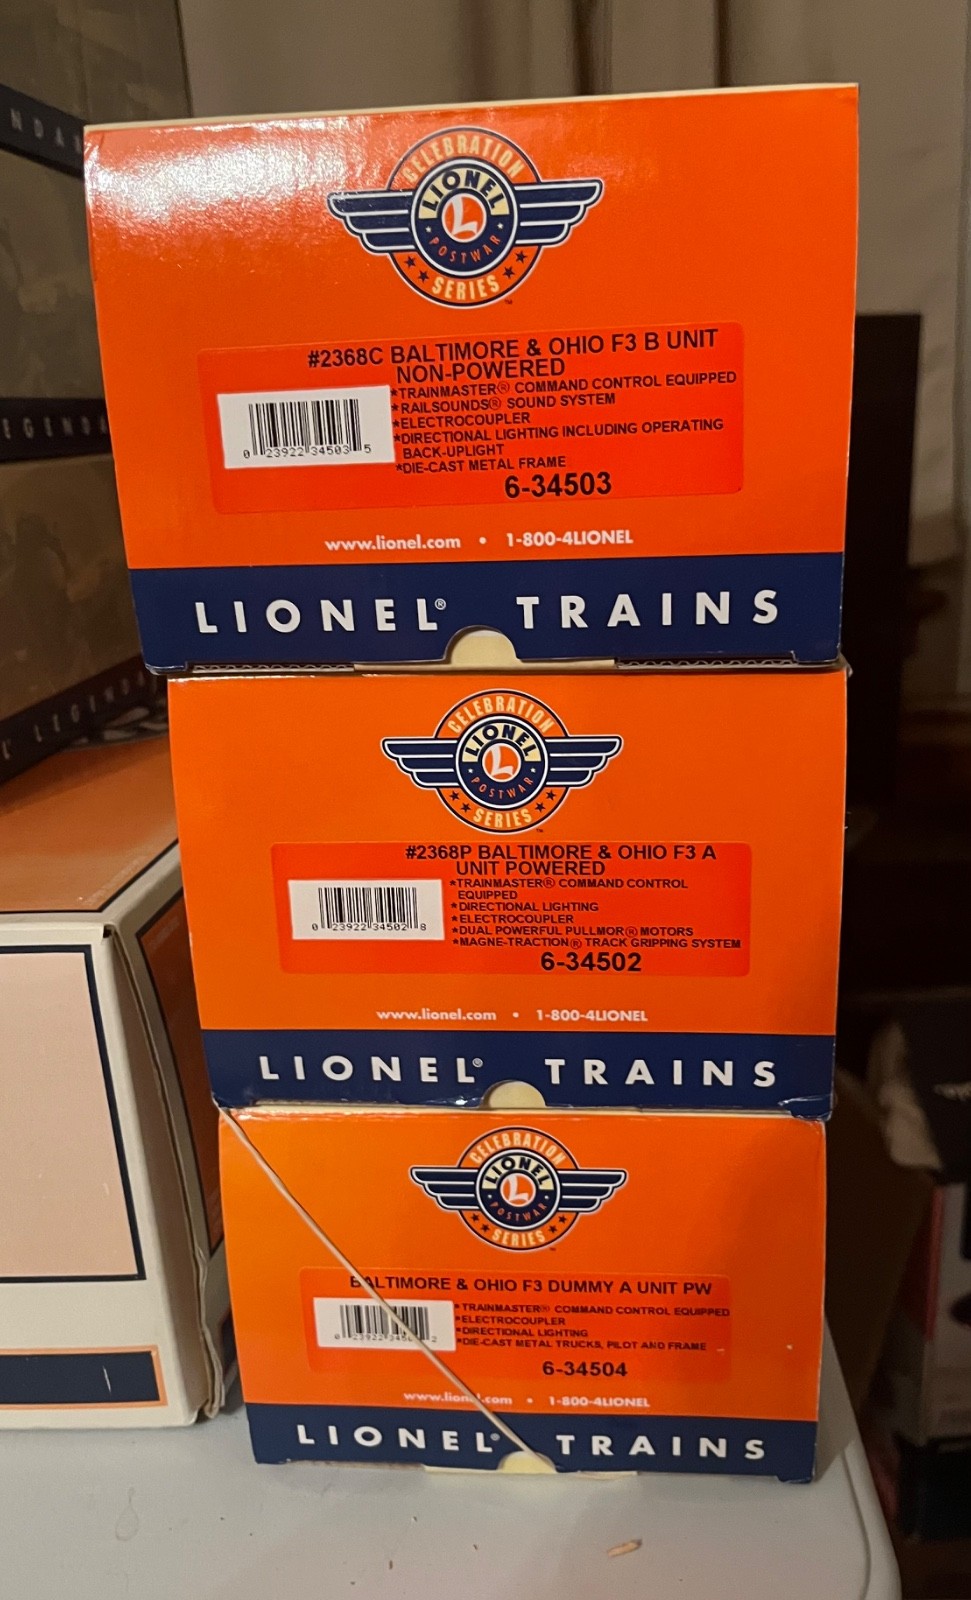 CELEBRATION
LIONEL
L
POSTWAR
SERIES
™
#2368C BALTIMORE & OHIO F3 B UNIT
NON-POWERED
*TRAINMASTER® COMMAND CONTROL EQUIPPED
*RAILSOUNDS® SOUND SYSTEM
*ELECTROCOUPLER
*DIRECTIONAL LIGHTING INCLUDING OPERATING
BACK-UPLIGHT
*DIE-CAST METAL FRAME
0 23922 34503 5
6-34503
www.lionel.com • 1-800-4LIONEL
LIONEL® TRAINS
CELEBRATION
LIONEL
L
POSTWAR
SERIES
™
#2368P BALTIMORE & OHIO F3 A
UNIT POWERED
*TRAINMASTER® COMMAND CONTROL
EQUIPPED
*DIRECTIONAL LIGHTING
*ELECTROCOUPLER
*DUAL POWERFUL PULLMOR® MOTORS
*MAGNE-TRACTION® TRACK GRIPPING SYSTEM
0 23922 34502 8
6-34502
www.lionel.com • 1-800-4LIONEL
LIONEL® TRAINS
CELEBRATION
LIONEL
L
POSTWAR
SERIES
™
BALTIMORE & OHIO F3 DUMMY A UNIT PW
*TRAINMASTER® COMMAND CONTROL EQUIPPED
*ELECTROCOUPLER
*DIRECTIONAL LIGHTING
*DIE-CAST METAL TRUCKS, PILOT AND FRAME
6-34504
www.lionel.com • 1-800-4LIONEL
LIONEL® TRAINS